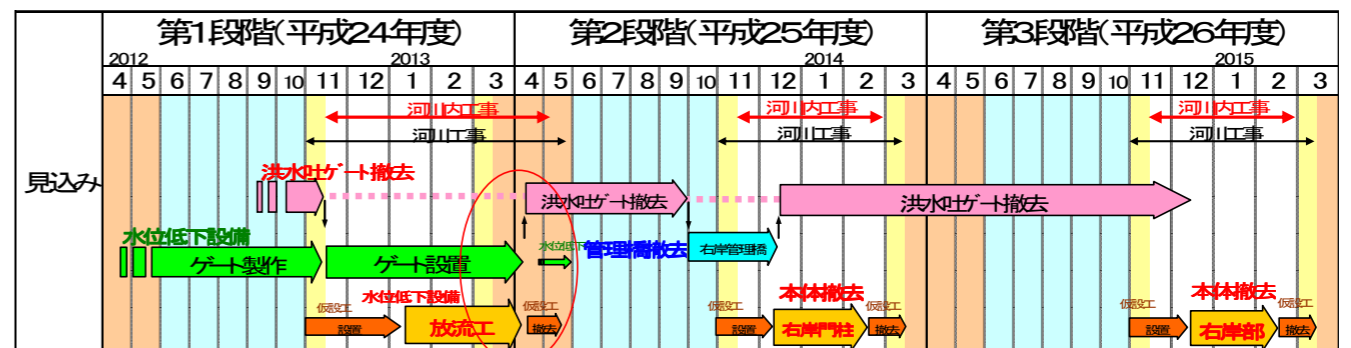 第1段階(平成24年度) 第2段階(平成25年度) 第3段階(平成26年度)
2012 2013 2014 2015
4 5 6 7 8 9 10 11 12 1 2 3 4 5 6 7 8 9 10 11 12 1 2 3 4 5 6 7 8 9 10 11 12 1 2 3
河川内工事 河川内工事 河川内工事
河川工事 河川工事 河川工事
見込み
洪水吐ゲート撤去
洪水吐ゲート撤去 洪水吐ゲート撤去
水位低下設備 水位低下 管理橋撤去 右岸管理橋
ゲート製作 ゲート設置
水位低下設備 本体撤去 本体撤去
仮設工 仮設工 仮設工 仮設工 仮設工 仮設工
設置 放流工 撤去 設置 右岸門柱 撤去 設置 右岸部 撤去